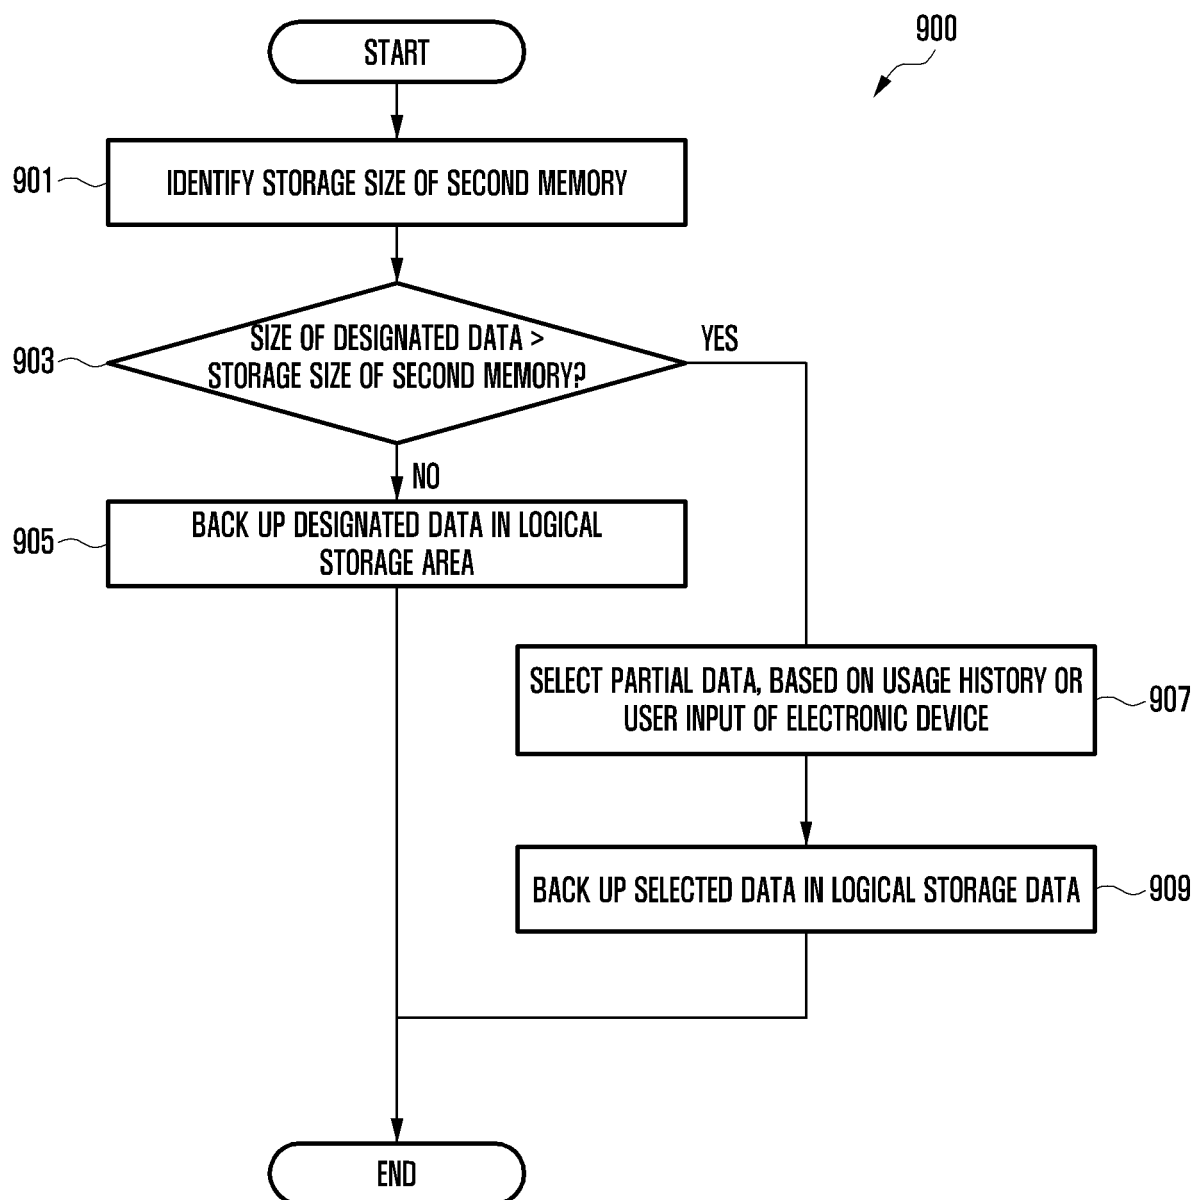 900
START
901
IDENTIFY STORAGE SIZE OF SECOND MEMORY
903
SIZE OF DESIGNATED DATA >
STORAGE SIZE OF SECOND MEMORY?
YES
NO
905
BACK UP DESIGNATED DATA IN LOGICAL
STORAGE AREA
SELECT PARTIAL DATA, BASED ON USAGE HISTORY OR
USER INPUT OF ELECTRONIC DEVICE
907
BACK UP SELECTED DATA IN LOGICAL STORAGE DATA
909
END